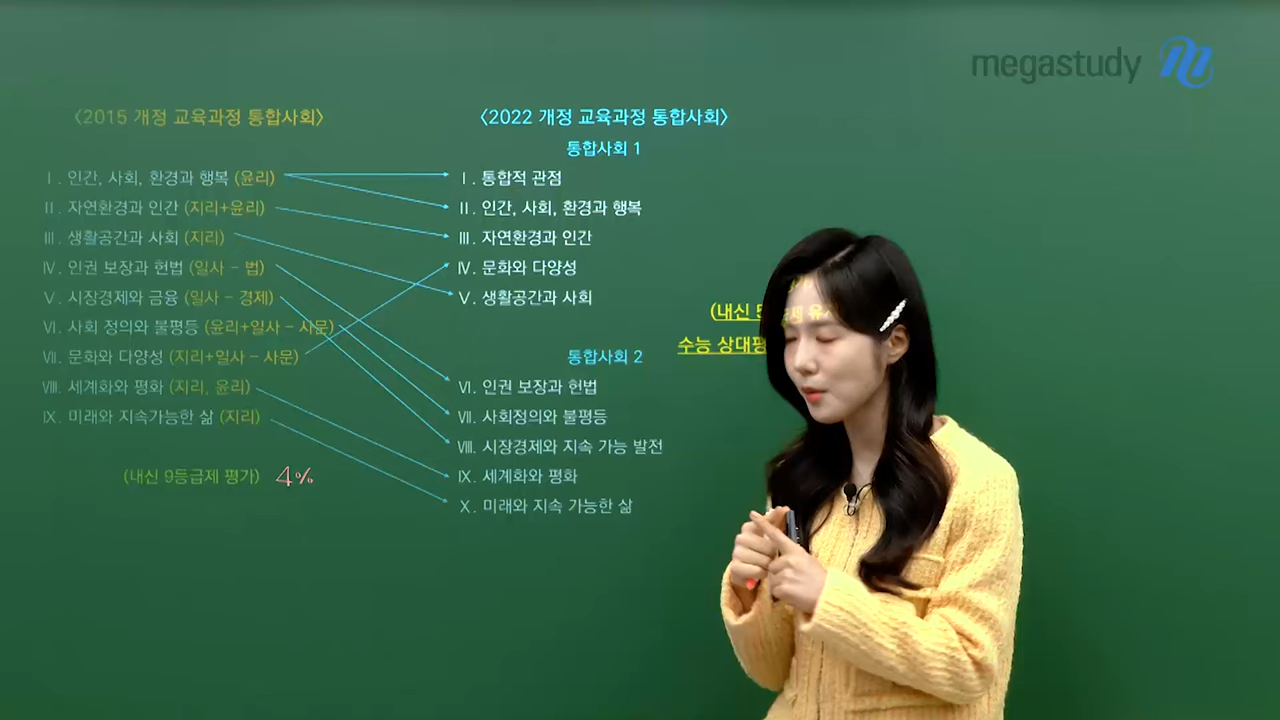 megastudy
<2015 개정 교육과정 통합사회>
Ⅰ. 인간, 사회, 환경과 행복 (윤리)
Ⅱ. 자연환경과 인간 (지리+윤리)
Ⅲ. 생활공간과 사회 (지리)
Ⅳ. 인권 보장과 헌법 (일사 - 법)
Ⅴ. 시장경제와 금융 (일사 - 경제)
Ⅵ. 사회 정의와 불평등 (윤리+일사 - 사문)
Ⅶ. 문화와 다양성 (지리+일사 - 사문)
Ⅷ. 세계화와 평화 (지리, 윤리)
Ⅸ. 미래와 지속가능한 삶 (지리)
(내신 9등급제 평가) 4%
<2022 개정 교육과정 통합사회>
통합사회 1
Ⅰ. 통합적 관점
Ⅱ. 인간, 사회, 환경과 행복
Ⅲ. 자연환경과 인간
Ⅳ. 문화와 다양성
Ⅴ. 생활공간과 사회
통합사회 2
Ⅵ. 인권 보장과 헌법
Ⅶ. 사회정의와 불평등
Ⅷ. 시장경제와 지속 가능 발전
Ⅸ. 세계화와 평화
Ⅹ. 미래와 지속 가능한 삶
(내신
수능